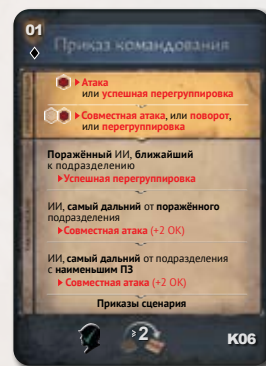 01
Приказ командования
Атака
или успешная перегруппировка
Совместная атака, или поворот,
или перегруппировка
Поражённый ИИ, ближайший
к подразделению
Успешная перегруппировка
ИИ, самый дальний от поражённого
подразделения
Совместная атака (+2 ОК)
ИИ, самый дальний от подразделения
с наименьшим ПЗ
Совместная атака (+2 ОК)
Приказы сценария
≥2
K06